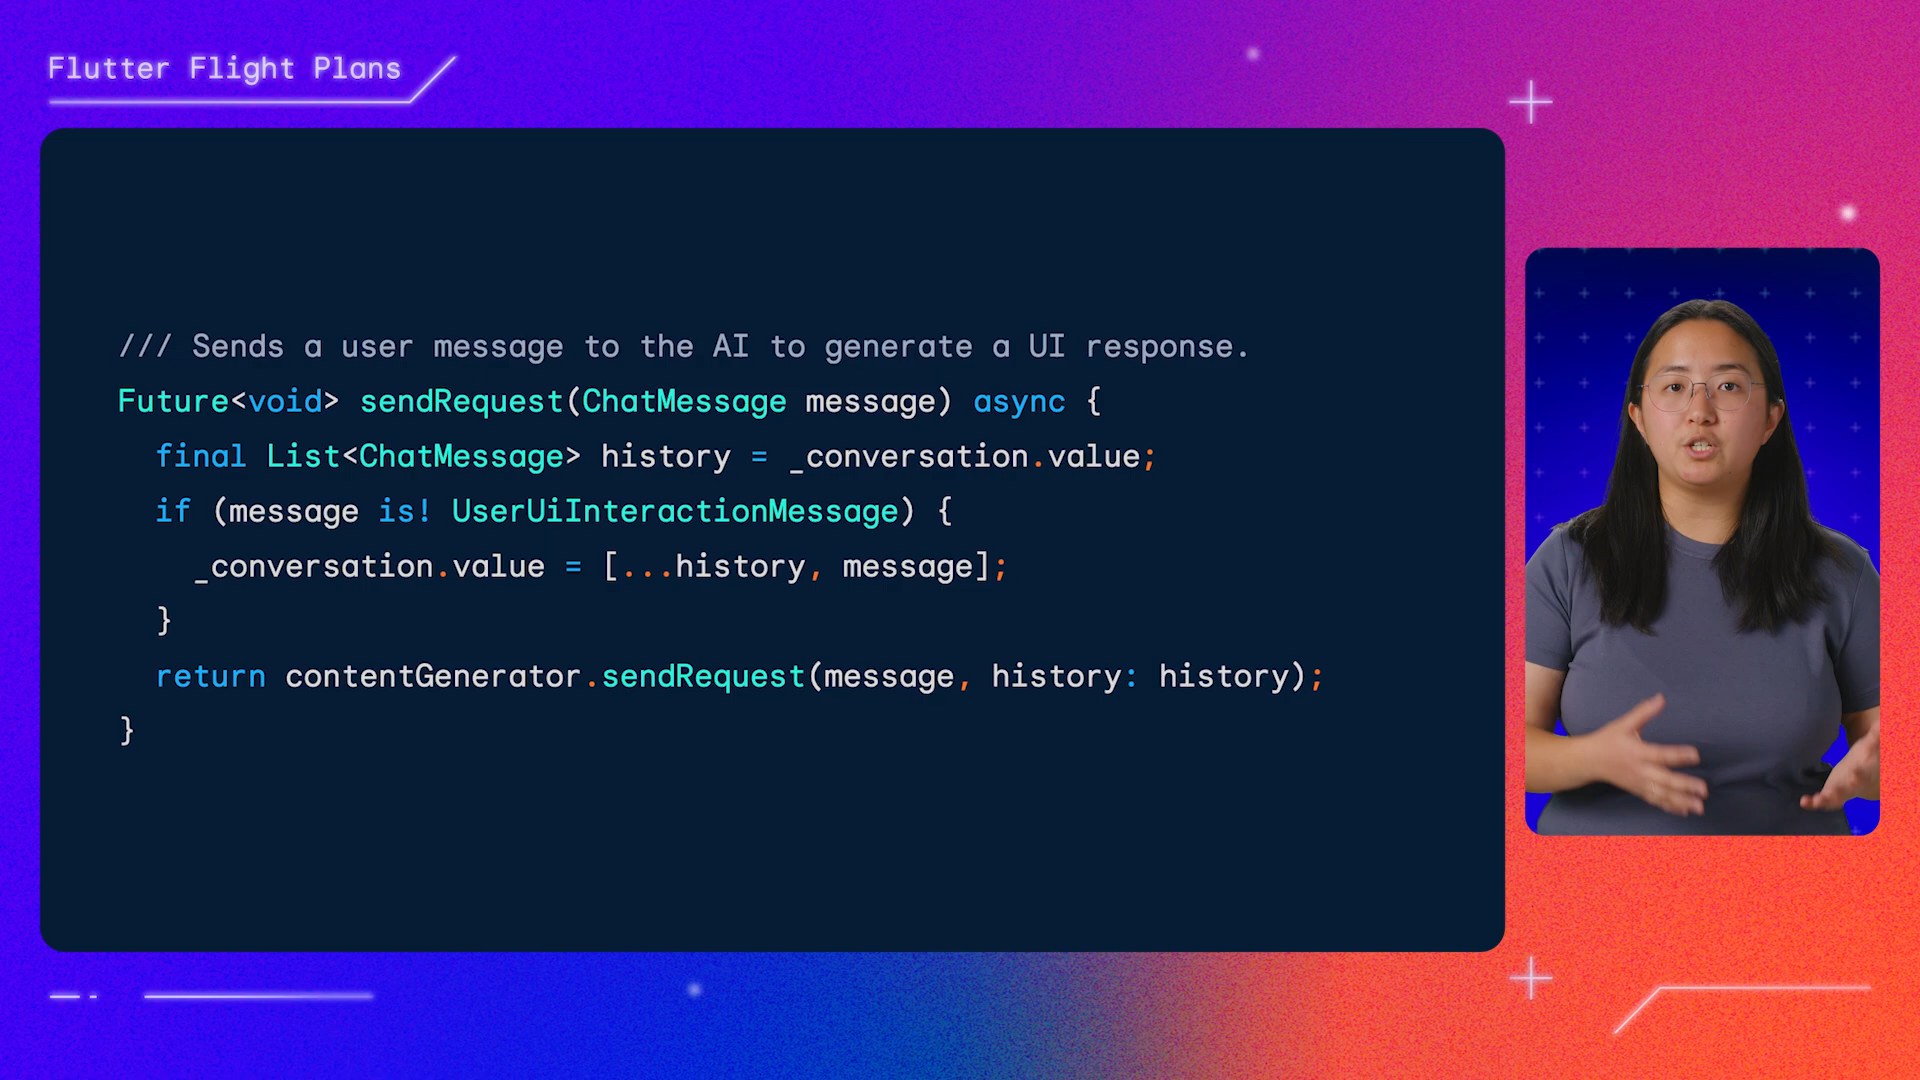 Flutter Flight Plans
/// Sends a user message to the AI to generate a UI response.
Future<void> sendRequest(ChatMessage message) async {
  final List<ChatMessage> history = _conversation.value;
  if (message is! UserUiInteractionMessage) {
    _conversation.value = [...history, message];
  }
  return contentGenerator.sendRequest(message, history: history);
}